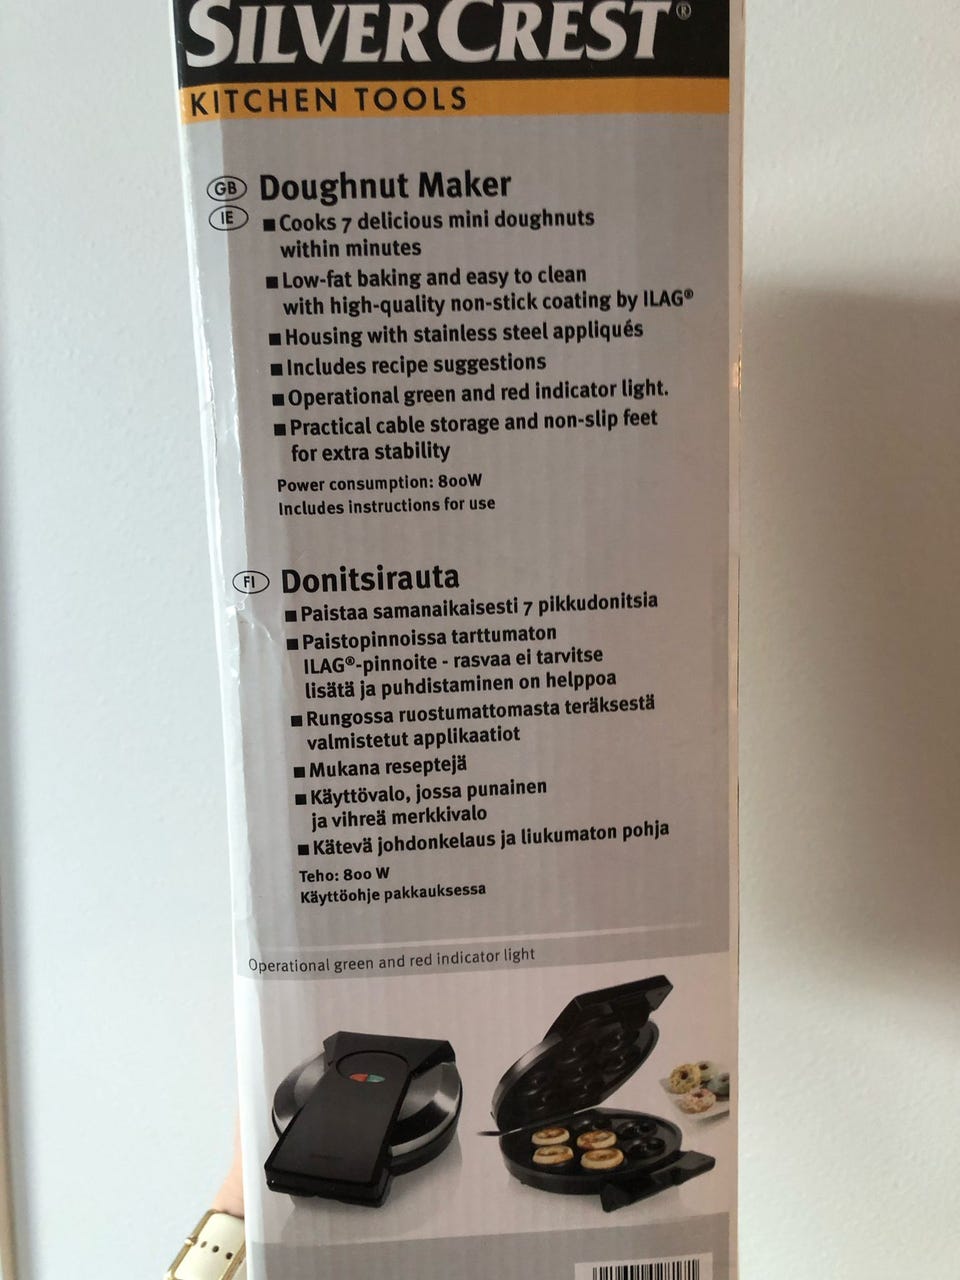 SILVERCREST®
KITCHEN TOOLS
GB Doughnut Maker
IE
■ Cooks 7 delicious mini doughnuts
within minutes
■ Low-fat baking and easy to clean
with high-quality non-stick coating by ILAG®
■ Housing with stainless steel appliqués
■ Includes recipe suggestions
■ Operational green and red indicator light.
■ Practical cable storage and non-slip feet
for extra stability
Power consumption: 800W
Includes instructions for use
FI Donitsirauta
■ Paistaa samanaikaisesti 7 pikkudonitsia
■ Paistopinnoissa tarttumaton
ILAG®-pinnoite - rasvaa ei tarvitse
lisätä ja puhdistaminen on helppoa
■ Rungossa ruostumattomasta teräksestä
valmistetut applikaatiot
■ Mukana reseptejä
■ Käyttövalo, jossa punainen
ja vihreä merkkivalo
■ Kätevä johdonkelaus ja liukumaton pohja
Teho: 800 W
Käyttöohje pakkauksessa
Operational green and red indicator light